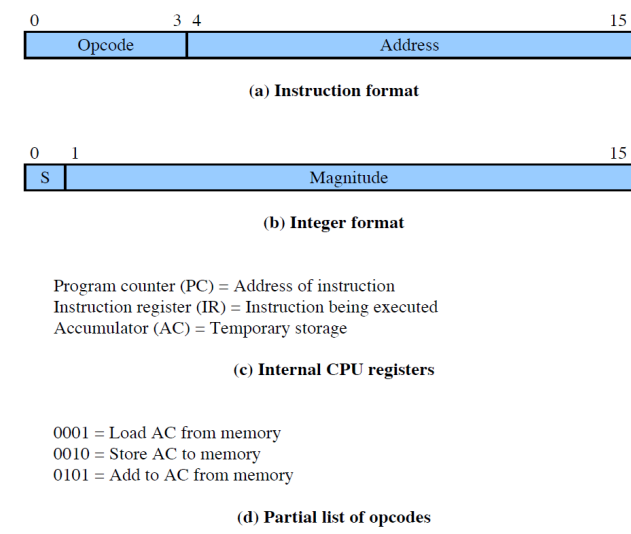 0 3 4 15
Opcode Address
(a) Instruction format
0 1 15
S Magnitude
(b) Integer format
Program counter (PC) = Address of instruction
Instruction register (IR) = Instruction being executed
Accumulator (AC) = Temporary storage
(c) Internal CPU registers
0001 = Load AC from memory
0010 = Store AC to memory
0101 = Add to AC from memory
(d) Partial list of opcodes